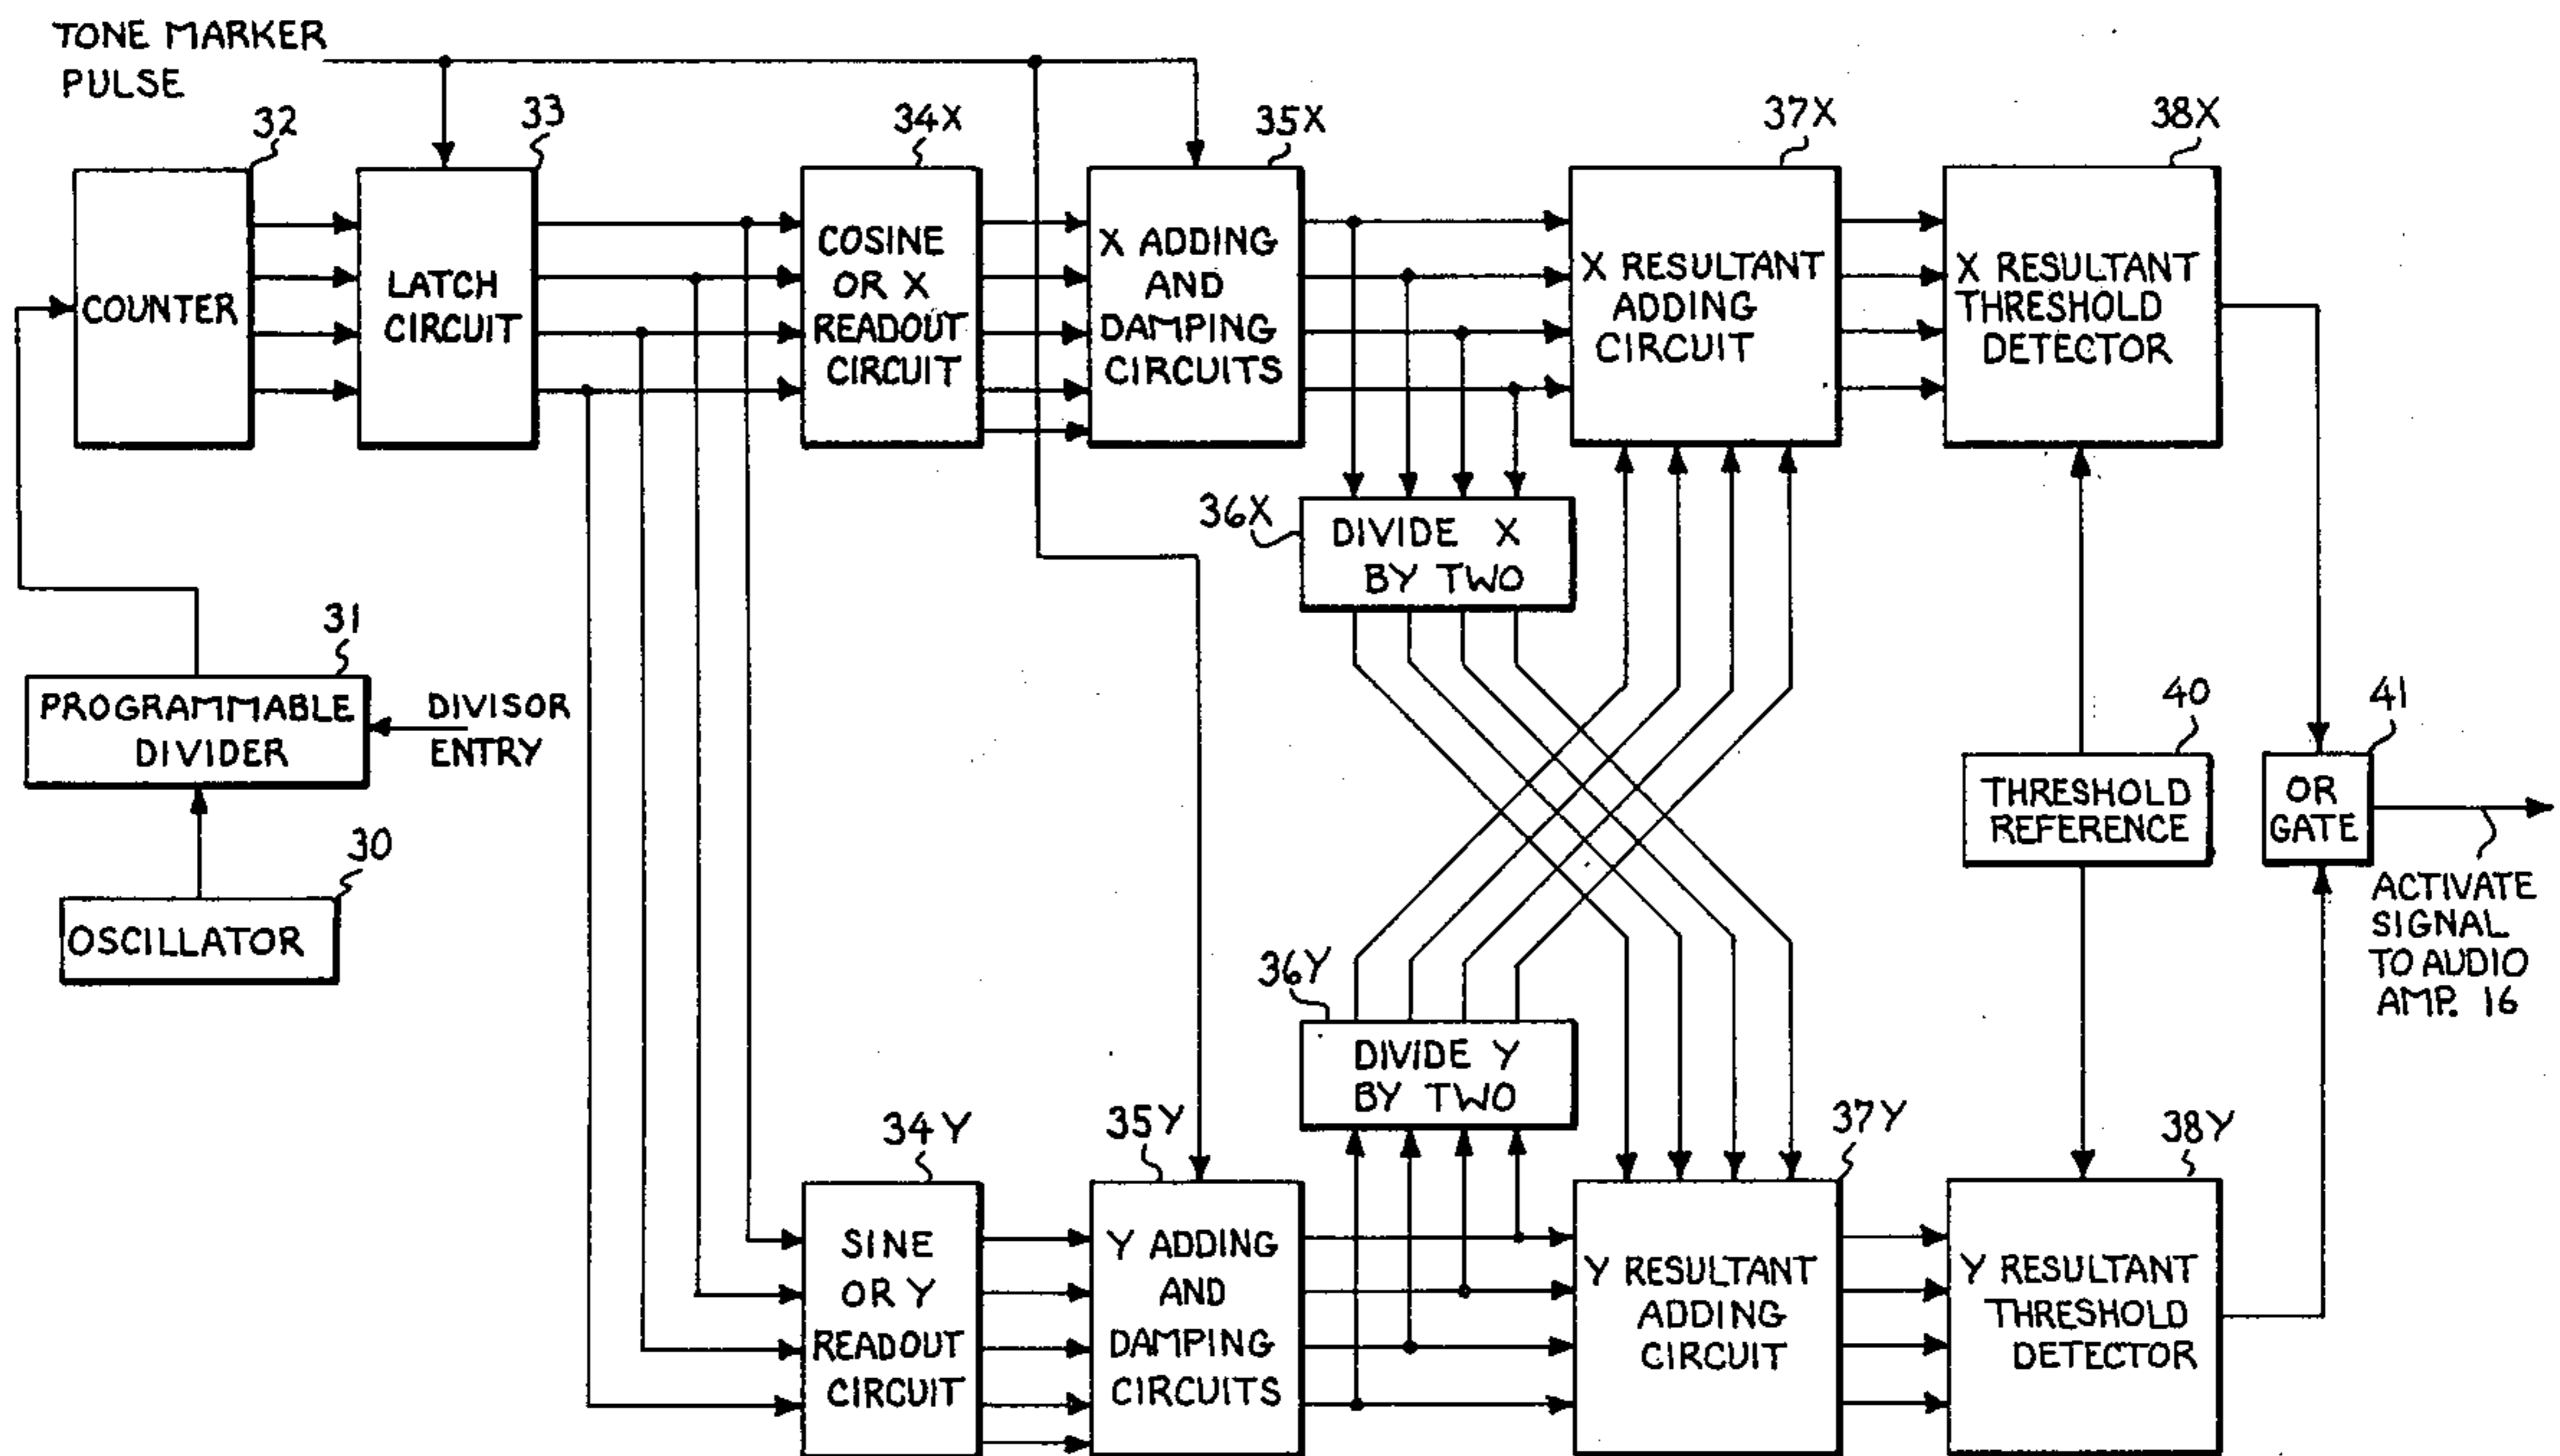 TONE MARKER
PULSE
32
33
34X
35X
37X
38X
COUNTER
LATCH
CIRCUIT
COSINE
OR X
READOUT
CIRCUIT
X ADDING
AND
DAMPING
CIRCUITS
X RESULTANT
ADDING
CIRCUIT
X RESULTANT
THRESHOLD
DETECTOR
36X
DIVIDE X
BY TWO
31
PROGRAMMABLE
DIVIDER
DIVISOR
ENTRY
30
OSCILLATOR
40
THRESHOLD
REFERENCE
41
OR
GATE
ACTIVATE
SIGNAL
TO AUDIO
AMP. 16
36Y
DIVIDE Y
BY TWO
34Y
35Y
37Y
38Y
SINE
OR Y
READOUT
CIRCUIT
Y ADDING
AND
DAMPING
CIRCUITS
Y RESULTANT
ADDING
CIRCUIT
Y RESULTANT
THRESHOLD
DETECTOR